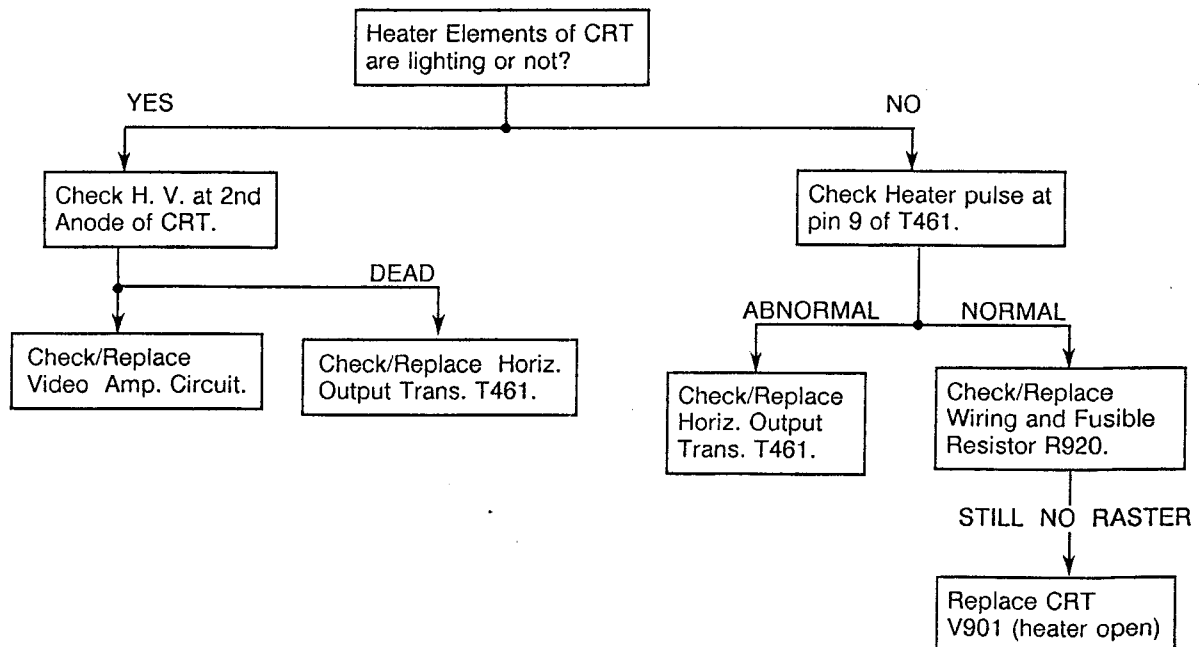 Heater Elements of CRT
are lighting or not?
YES
NO
Check H. V. at 2nd
Anode of CRT.
Check Heater pulse at
pin 9 of T461.
DEAD
ABNORMAL
NORMAL
Check/Replace
Video Amp. Circuit.
Check/Replace Horiz.
Output Trans. T461.
Check/Replace
Horiz. Output
Trans. T461.
Check/Replace
Wiring and Fusible
Resistor R920.
STILL NO RASTER
Replace CRT
V901 (heater open)